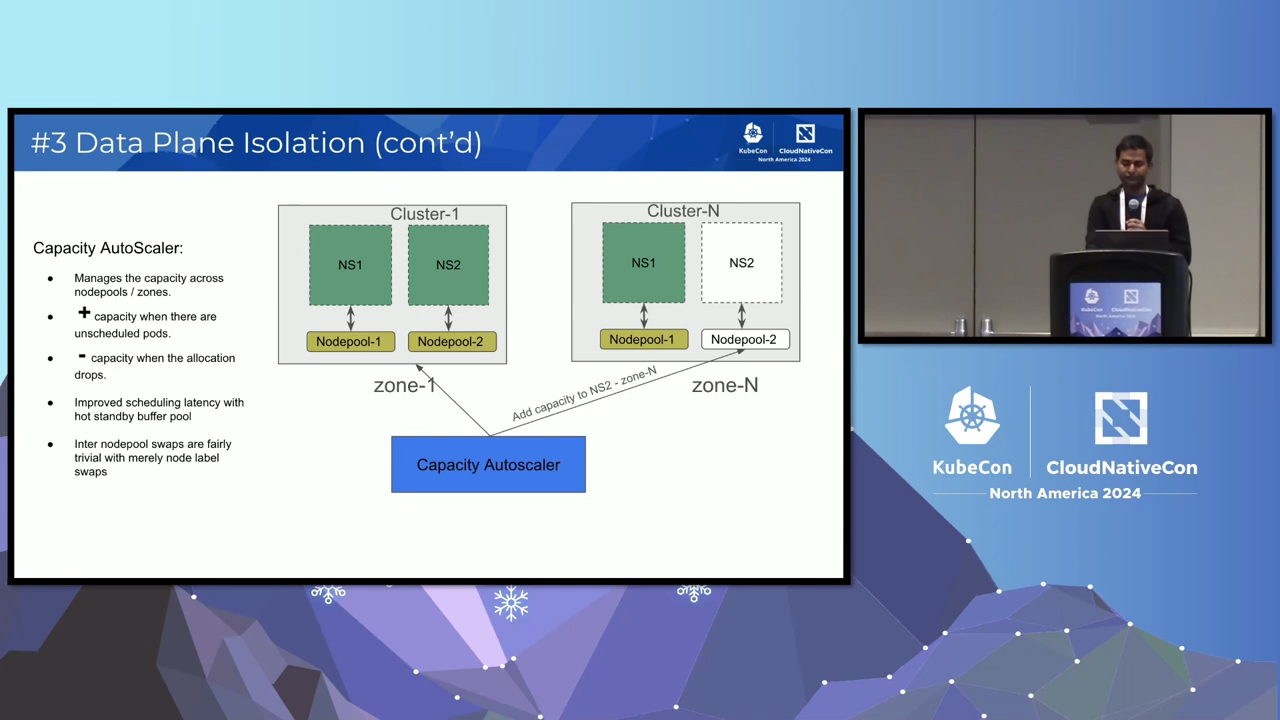 #3 Data Plane Isolation (cont’d)
KubeCon
CloudNativeCon
North America 2024
Capacity AutoScaler:
● Manages the capacity across
nodepools / zones.
● + capacity when there are
unscheduled pods.
● - capacity when the allocation
drops.
● Improved scheduling latency with
hot standby buffer pool
● Inter nodepool swaps are fairly
trivial with merely node label
swaps
Cluster-1
NS1
NS2
Nodepool-1
Nodepool-2
zone-1
Cluster-N
NS1
NS2
Nodepool-1
Nodepool-2
zone-N
Add capacity to NS2 - zone-N
Capacity Autoscaler
KubeCon
CloudNativeCon
North America 2024